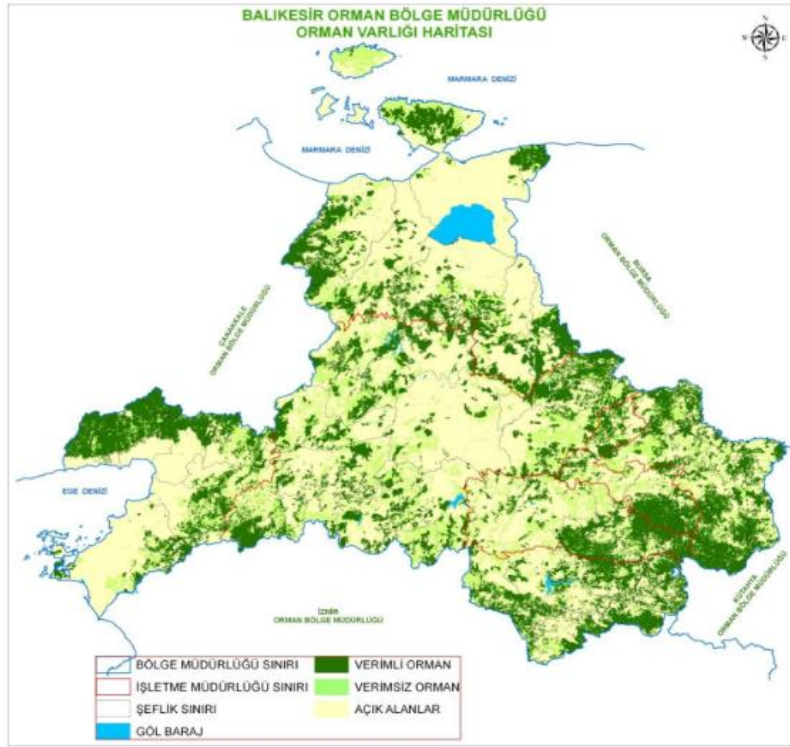 BALIKESİR ORMAN BÖLGE MÜDÜRLÜĞÜ
ORMAN VARLIĞI HARİTASI
N
W
E
S
MARMARA DENİZİ
MARMARA DENİZİ
BURSA
ORMAN BÖLGE MÜDÜRLÜĞÜ
ÇANAKKALE
ORMAN BÖLGE MÜDÜRLÜĞÜ
EGE DENİZİ
KÜTAHYA
ORMAN BÖLGE MÜDÜRLÜĞÜ
İZMİR
ORMAN BÖLGE MÜDÜRLÜĞÜ
BÖLGE MÜDÜRLÜĞÜ SINIRI
VERİMLİ ORMAN
İŞLETME MÜDÜRLÜĞÜ SINIRI
VERİMSİZ ORMAN
ŞEFLİK SINIRI
AÇIK ALANLAR
GÖL BARAJ